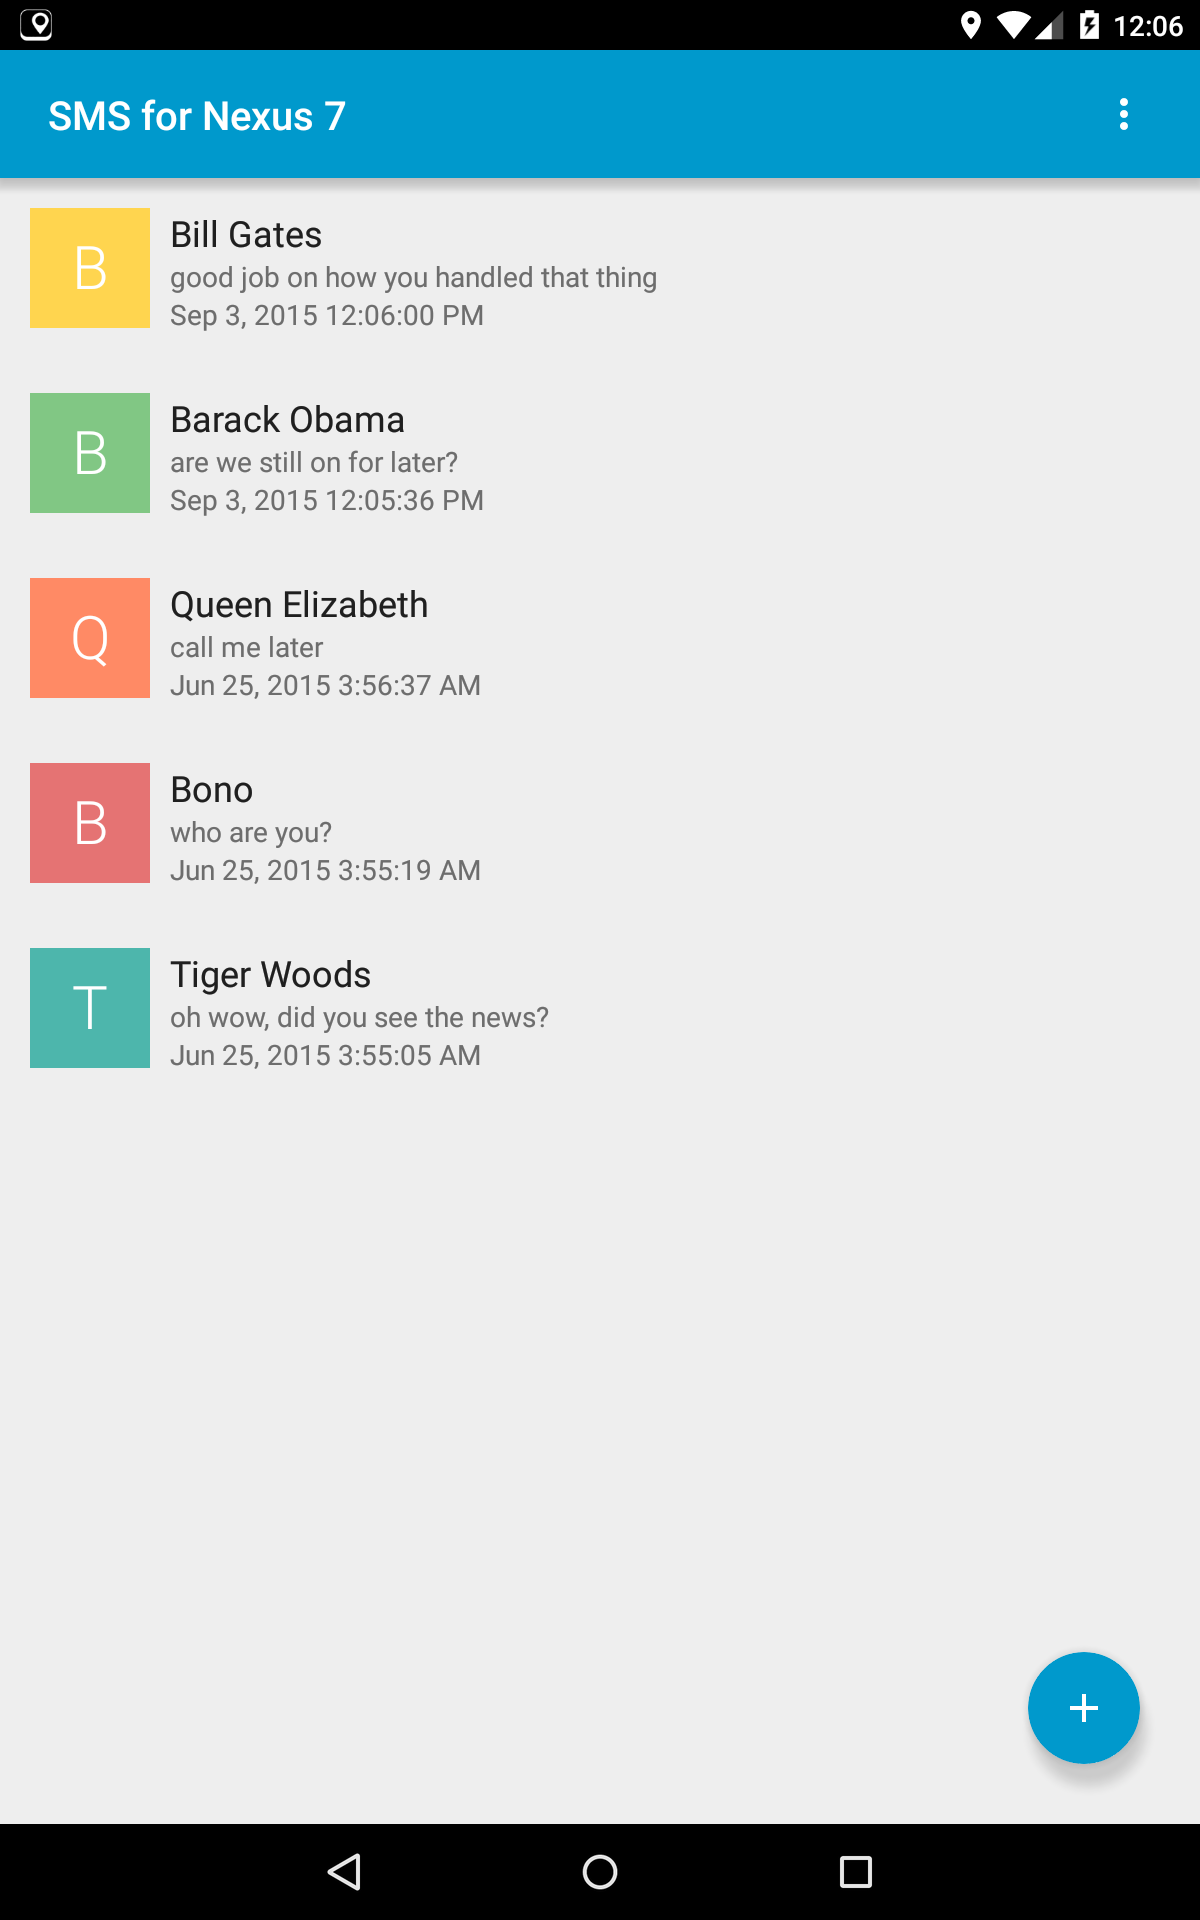 12:06
SMS for Nexus 7
B
Bill Gates
good job on how you handled that thing
Sep 3, 2015 12:06:00 PM
B
Barack Obama
are we still on for later?
Sep 3, 2015 12:05:36 PM
Q
Queen Elizabeth
call me later
Jun 25, 2015 3:56:37 AM
B
Bono
who are you?
Jun 25, 2015 3:55:19 AM
T
Tiger Woods
oh wow, did you see the news?
Jun 25, 2015 3:55:05 AM